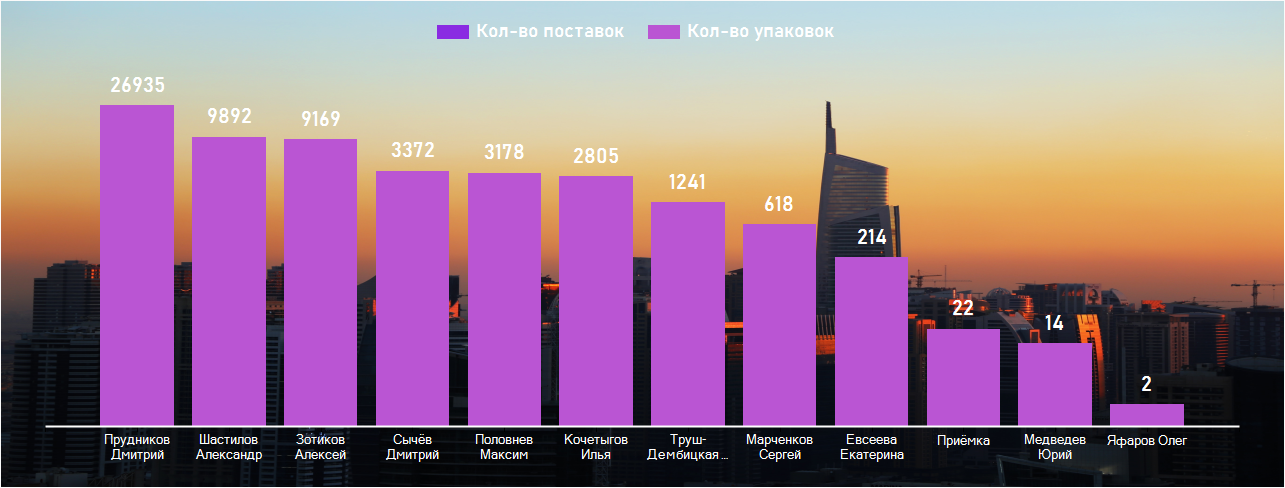 Кол-во поставок Кол-во упаковок
26935 9892 9169 3372 3178 2805 1241 618 214 22 14 2
Прудников Дмитрий
Шастилов Александр
Зотиков Алексей
Сычёв Дмитрий
Половнев Максим
Кочетыгов Илья
Труш-Дембицкая...
Марченков Сергей
Евсеева Екатерина
Приёмка
Медведев Юрий
Яфаров Олег